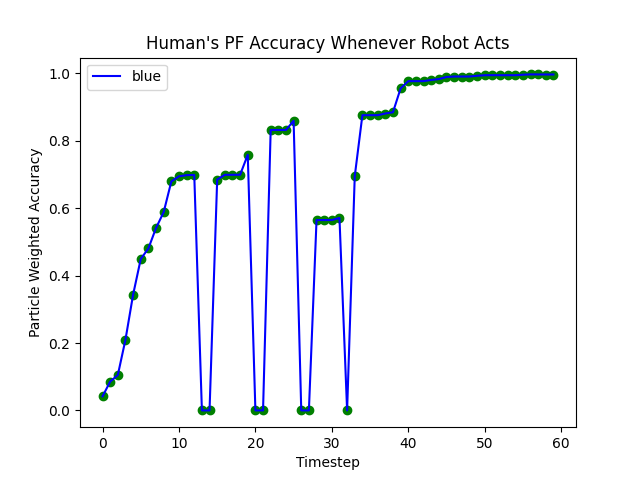 Human's PF Accuracy Whenever Robot Acts
blue
1.0
0.8
0.6
0.4
0.2
0.0
Particle Weighted Accuracy
0 10 20 30 40 50 60
Timestep